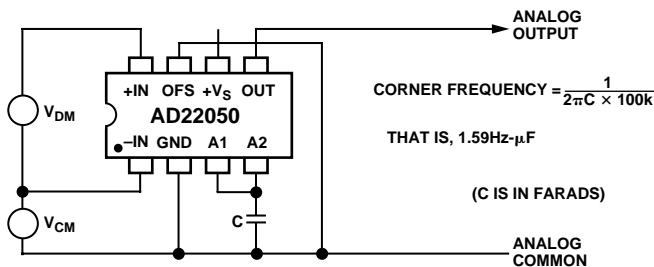 ANALOG
OUTPUT
+IN OFS +VS OUT
CORNER FREQUENCY = 1
2πC × 100k
AD22050
VDM
THAT IS, 1.59Hz-µF
–IN GND A1 A2
(C IS IN FARADS)
C
VCM
ANALOG
COMMON